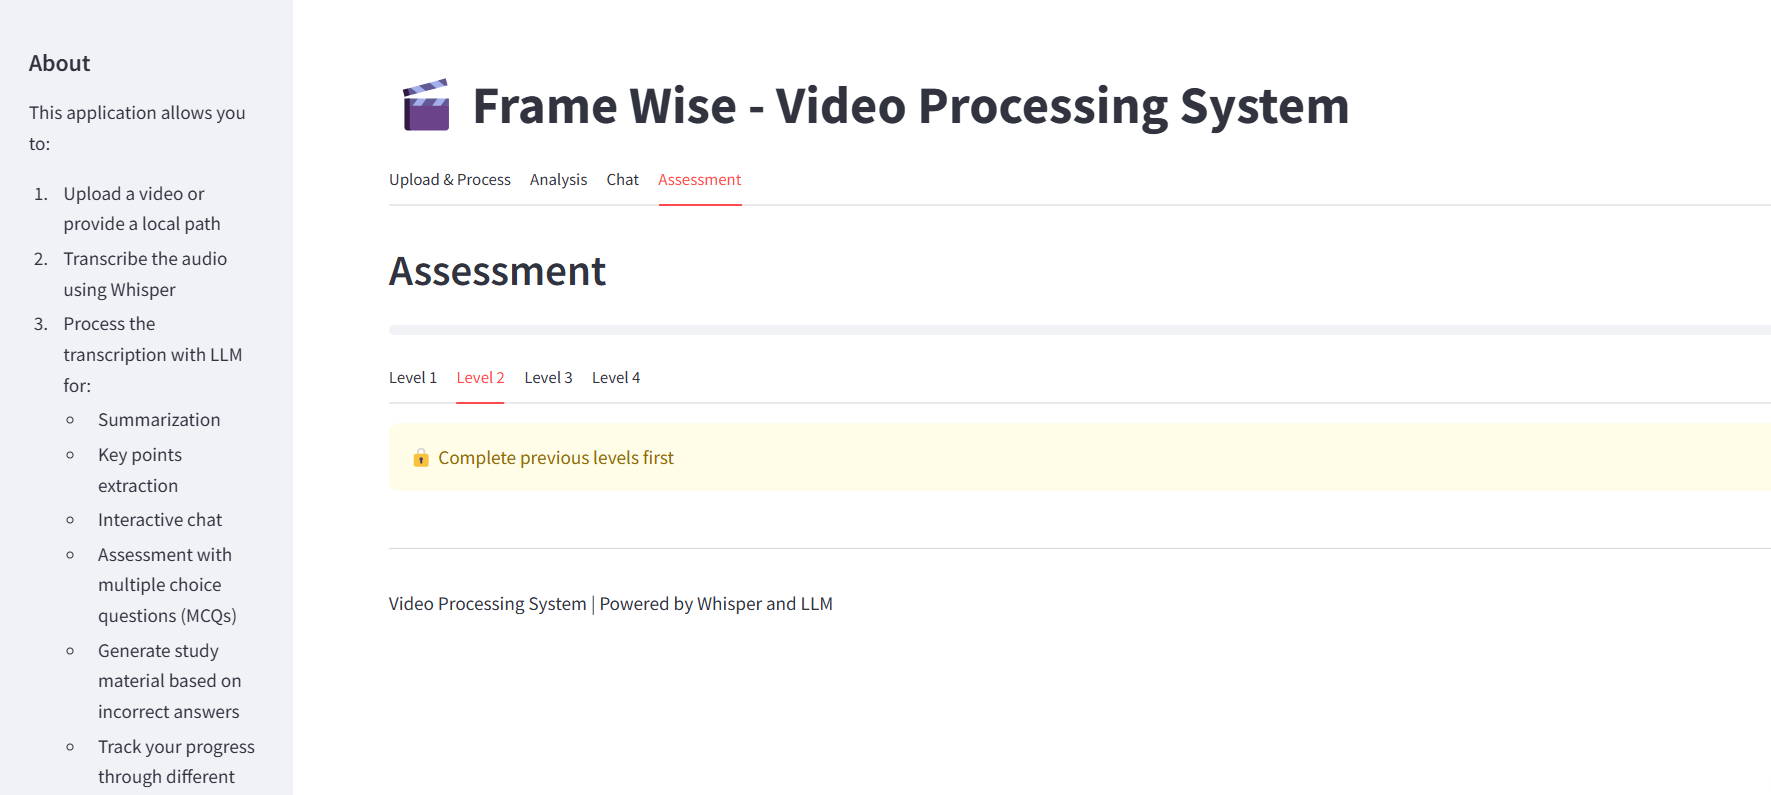 About
This application allows you
to:
1. Upload a video or
provide a local path
2. Transcribe the audio
using Whisper
3. Process the
transcription with LLM
for:
Summarization
Key points
extraction
Interactive chat
Assessment with
multiple choice
questions (MCQs)
Generate study
material based on
incorrect answers
Track your progress
through different
Frame Wise - Video Processing System
Upload & Process Analysis Chat Assessment
Assessment
Level 1 Level 2 Level 3 Level 4
Complete previous levels first
Video Processing System | Powered by Whisper and LLM